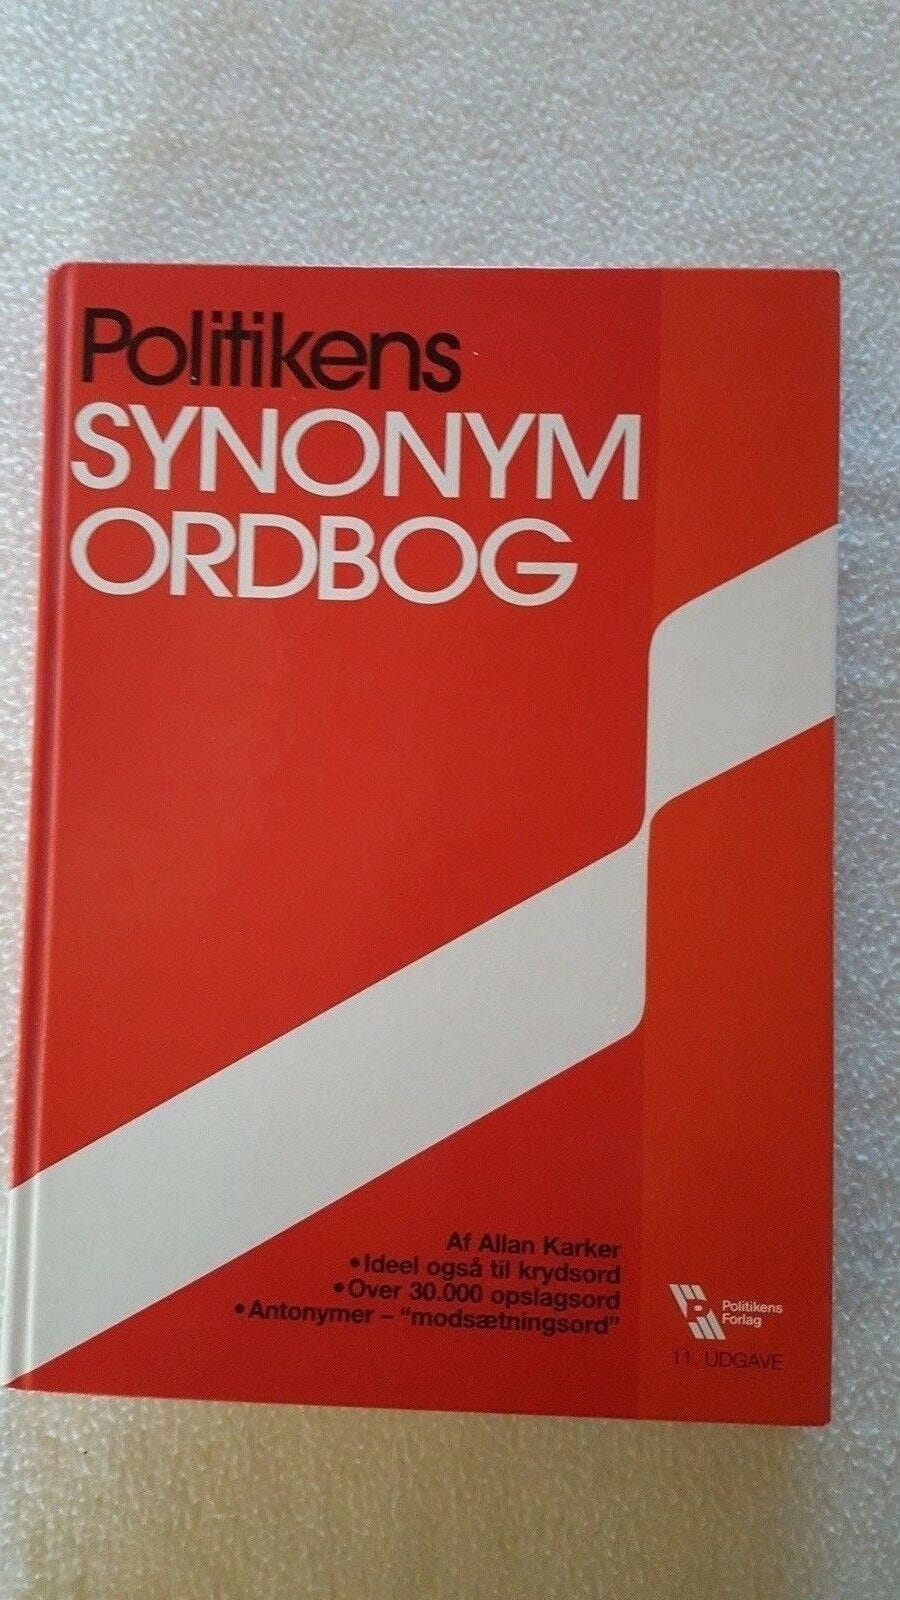 Politikens
SYNONYM
ORDBOG
Af Allan Karker
• Ideel også til krydsord
• Over 30.000 opslagsord
• Antonymer – "modsætningsord"
Politikens
Forlag
11. UDGAVE